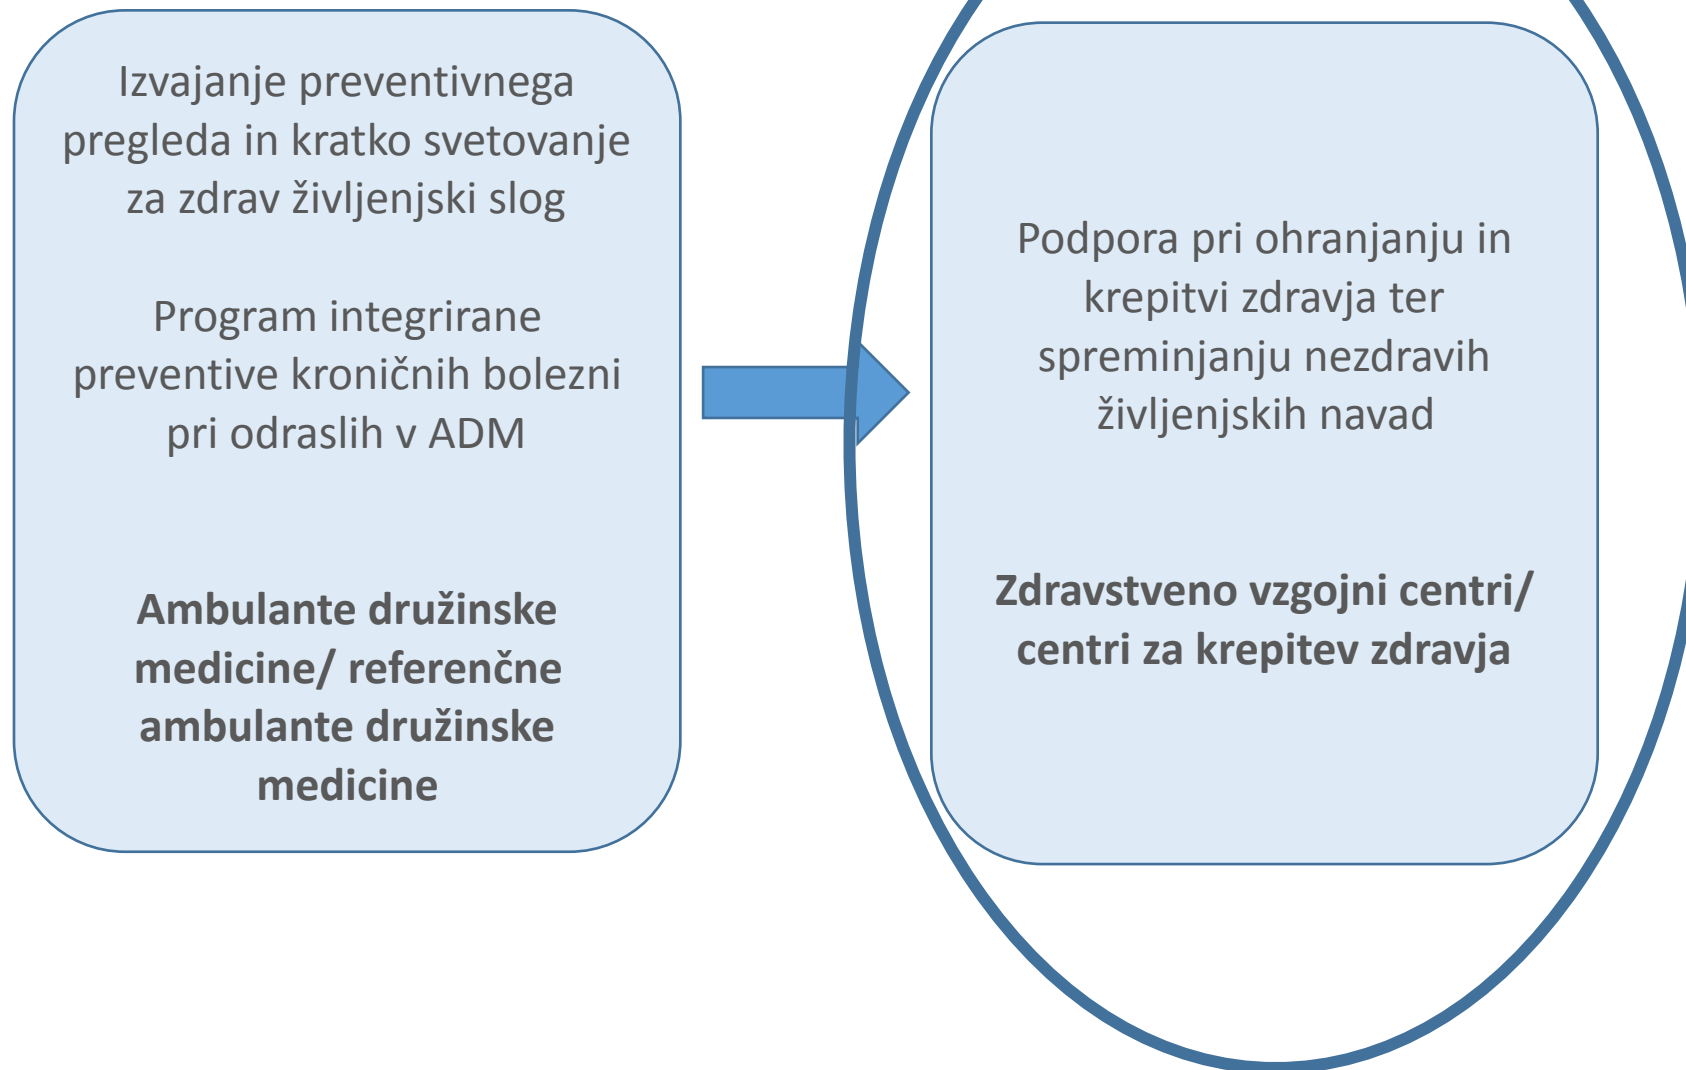 Izvajanje preventivnega
pregleda in kratko svetovanje
za zdrav življenjski slog
Program integrirane
preventive kroničnih bolezni
pri odraslih v ADM
Ambulante družinske
medicine/ referenčne
ambulante družinske
medicine
Podpora pri ohranjanju in
krepitvi zdravja ter
spreminjanju nezdravih
življenjskih navad
Zdravstveno vzgojni centri/
centri za krepitev zdravja